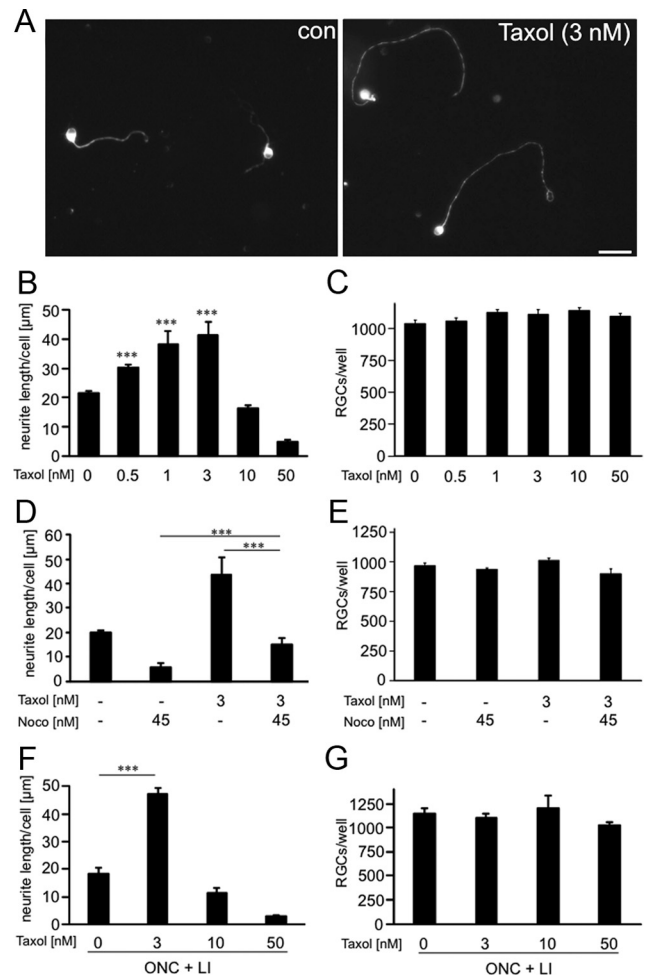 A
con
Taxol (3 nM)
B
neurite length/cell [µm]
50
40
30
20
10
0
***
***
***
Taxol [nM] 0 0.5 1 3 10 50
C
RGCs/well
1000
750
500
250
0
Taxol [nM] 0 0.5 1 3 10 50
D
neurite length/cell [µm]
60
50
40
20
10
0
***
***
Taxol [nM] - - 3 3
Noco [nM] - 45 - 45
E
RGCs/well
1250
1000
750
500
250
0
Taxol [nM] - - 3 3
Noco [nM] - 45 - 45
F
neurite length/cell [µm]
50
40
30
20
10
0
***
Taxol [nM] 0 3 10 50
ONC + LI
G
RGCs/well
1250
1000
750
500
250
0
Taxol [nM] 0 3 10 50
ONC + LI